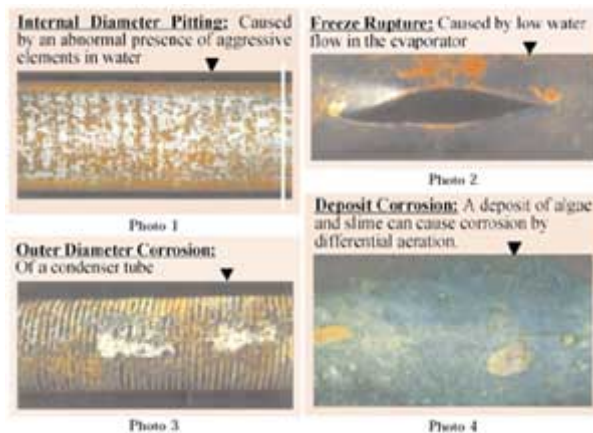 Internal Diameter Pitting: Caused
by an abnormal presence of aggressive
elements in water
Photo 1
Freeze Rupture: Caused by low water
flow in the evaporator
Photo 2
Outer Diameter Corrosion:
Of a condenser tube
Photo 3
Deposit Corrosion: A deposit of algae
and slime can cause corrosion by
differential aeration.
Photo 4